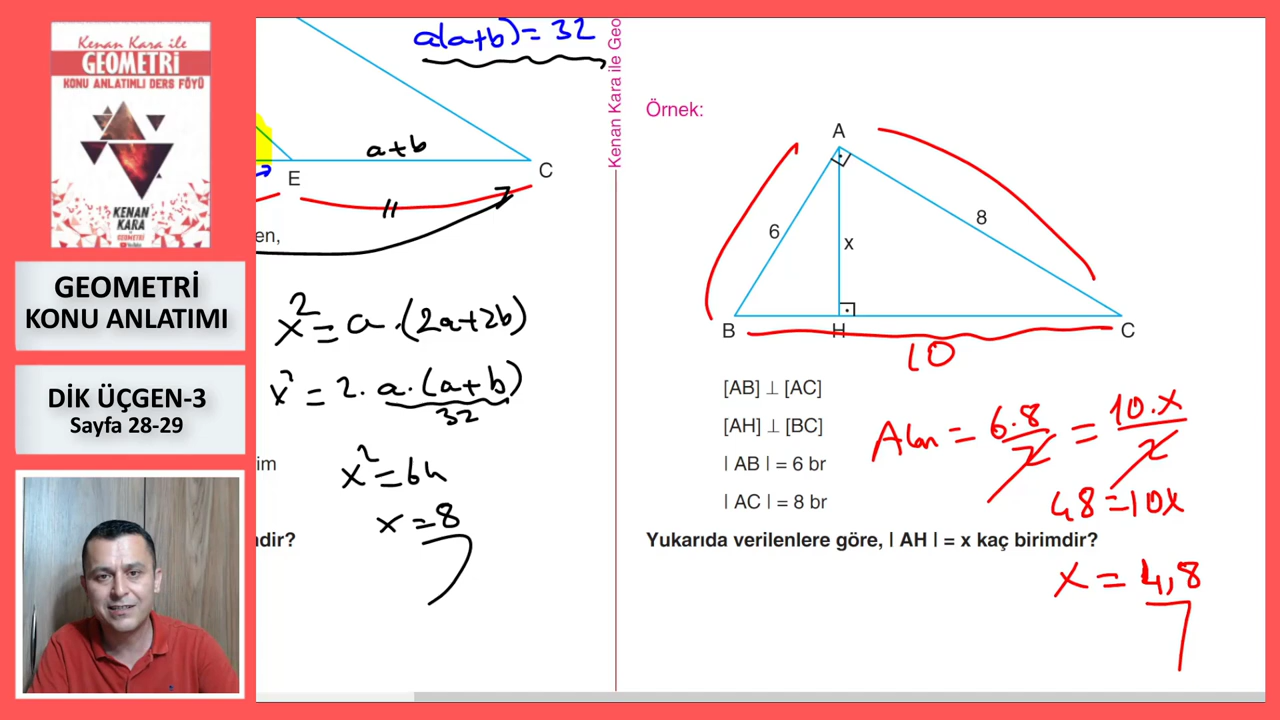 Kenan Kara ile
GEOMETRİ
KONU ANLATIMLI DERS FÖYÜ
KENAN
KARA
GEOMETRİ
KONU ANLATIMI
DİK ÜÇGEN-3
Sayfa 28-29
a(a+b)=32
a+b
E
C
en,
x²=a.(2a+2b)
x²=2.a.(a+b)
32
im
x²=64
x=8
dir?
Kenan Kara ile Geo
Örnek:
A
6
x
8
B
H
C
10
[AB] ⊥ [AC]
[AH] ⊥ [BC]
| AB | = 6 br
| AC | = 8 br
Alan = 6.8/2 = 10.x/2
48=10x
Yukarıda verilenlere göre, | AH | = x kaç birimdir?
x=4,8